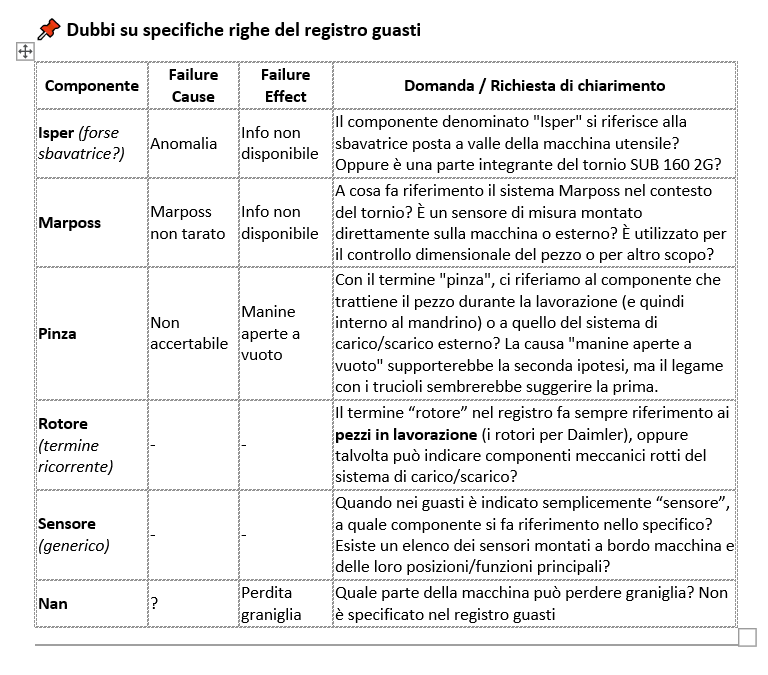 Dubbi su specifiche righe del registro guasti
Componente
Failure
Cause
Failure
Effect
Domanda / Richiesta di chiarimento
Isper (forse
sbavatrice?)
Anomalia
Info non
disponibile
Il componente denominato "Isper" si riferisce alla
sbavatrice posta a valle della macchina utensile?
Oppure è una parte integrante del tornio SUB 160 2G?
Marposs
Marposs
non tarato
Info non
disponibile
A cosa fa riferimento il sistema Marposs nel contesto
del tornio? È un sensore di misura montato
direttamente sulla macchina o esterno? È utilizzato per
il controllo dimensionale del pezzo o per altro scopo?
Pinza
Non
accertabile
Manine
aperte a
vuoto
Con il termine "pinza", ci riferiamo al componente che
trattiene il pezzo durante la lavorazione (e quindi
interno al mandrino) o a quello del sistema di
carico/scarico esterno? La causa "manine aperte a
vuoto" supporterebbe la seconda ipotesi, ma il legame
con i trucioli sembrerebbe suggerire la prima.
Rotore
(termine
ricorrente)
-
-
Il termine “rotore” nel registro fa sempre riferimento ai
pezzi in lavorazione (i rotori per Daimler), oppure
talvolta può indicare componenti meccanici rotti del
sistema di carico/scarico?
Sensore
(generico)
-
-
Quando nei guasti è indicato semplicemente “sensore”,
a quale componente si fa riferimento nello specifico?
Esiste un elenco dei sensori montati a bordo macchina e
delle loro posizioni/funzioni principali?
Nan
?
Perdita
graniglia
Quale parte della macchina può perdere graniglia? Non
è specificato nel registro guasti